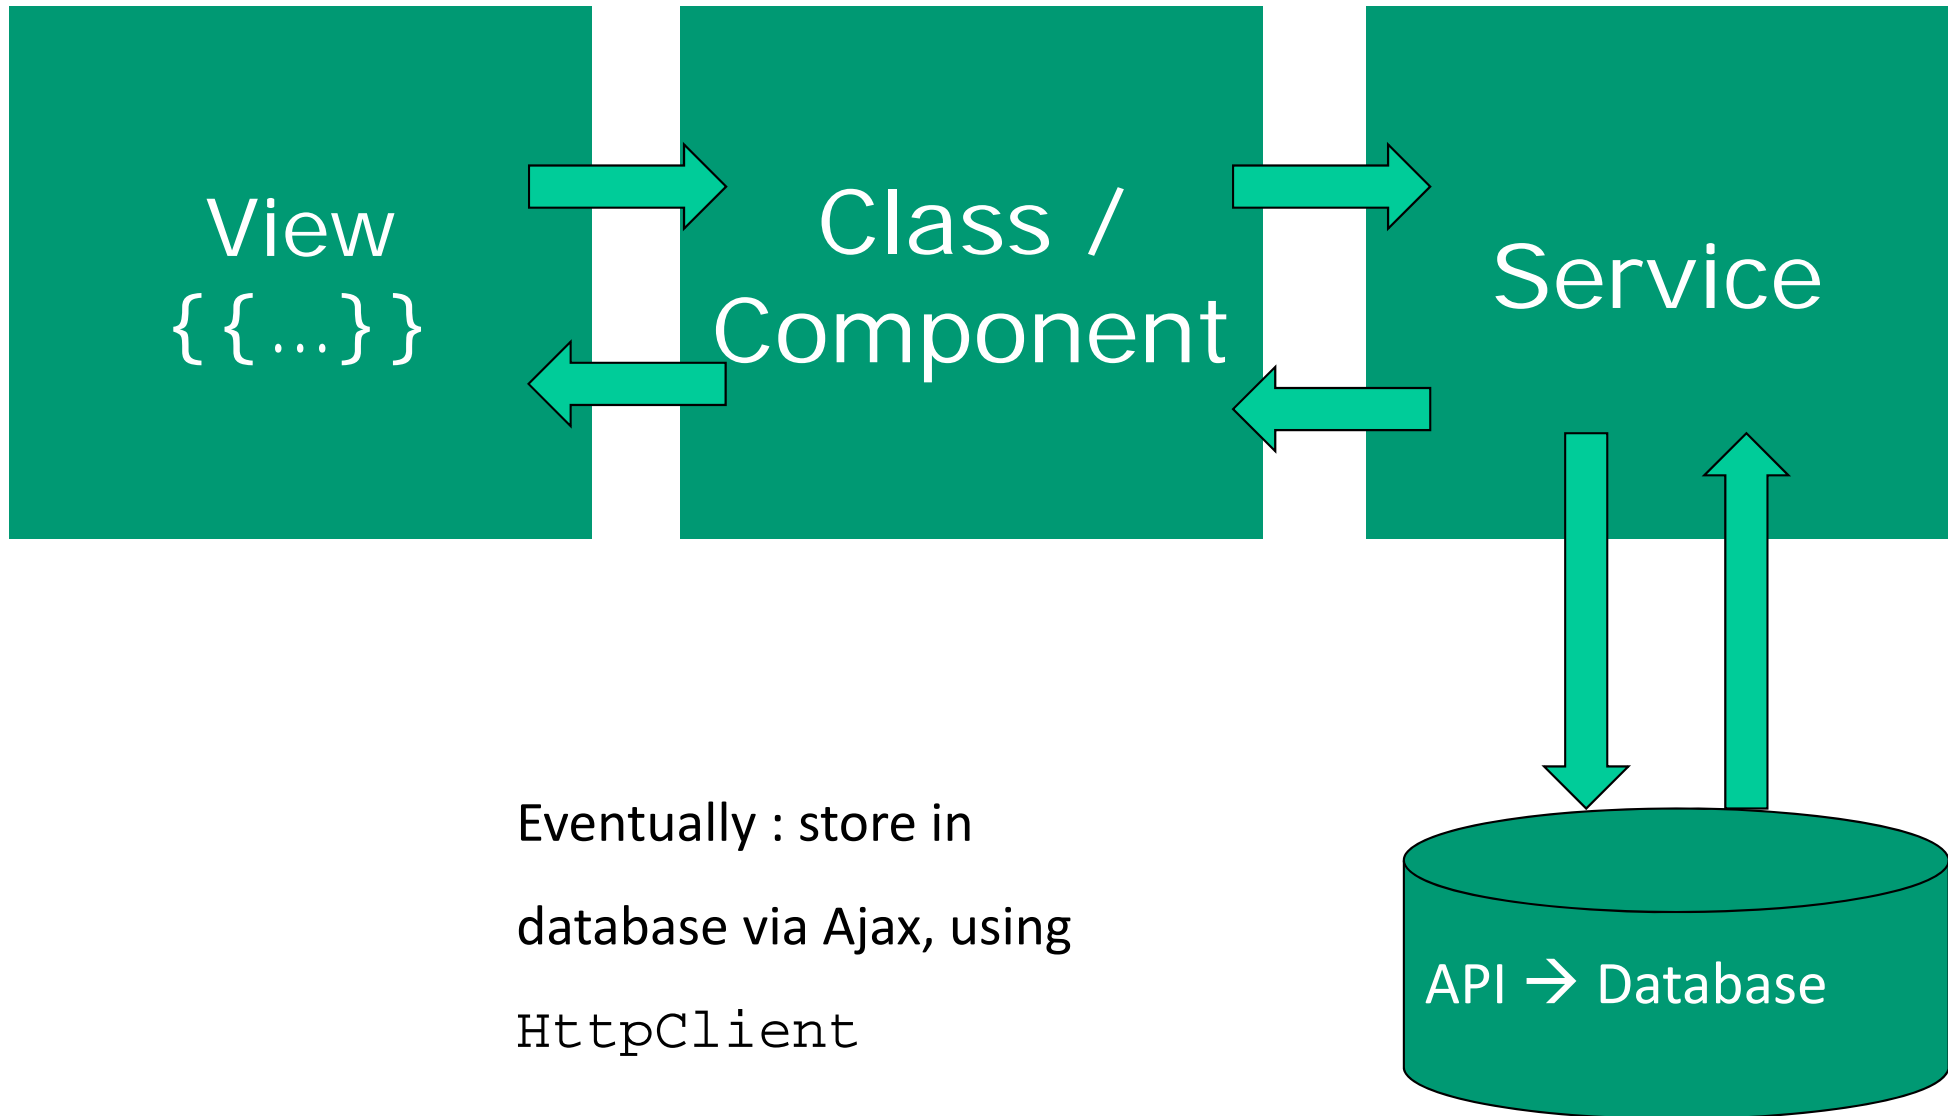 View
{{…}}
Class /
Component
Service
Eventually : store in
database via Ajax, using
HttpClient
API → Database